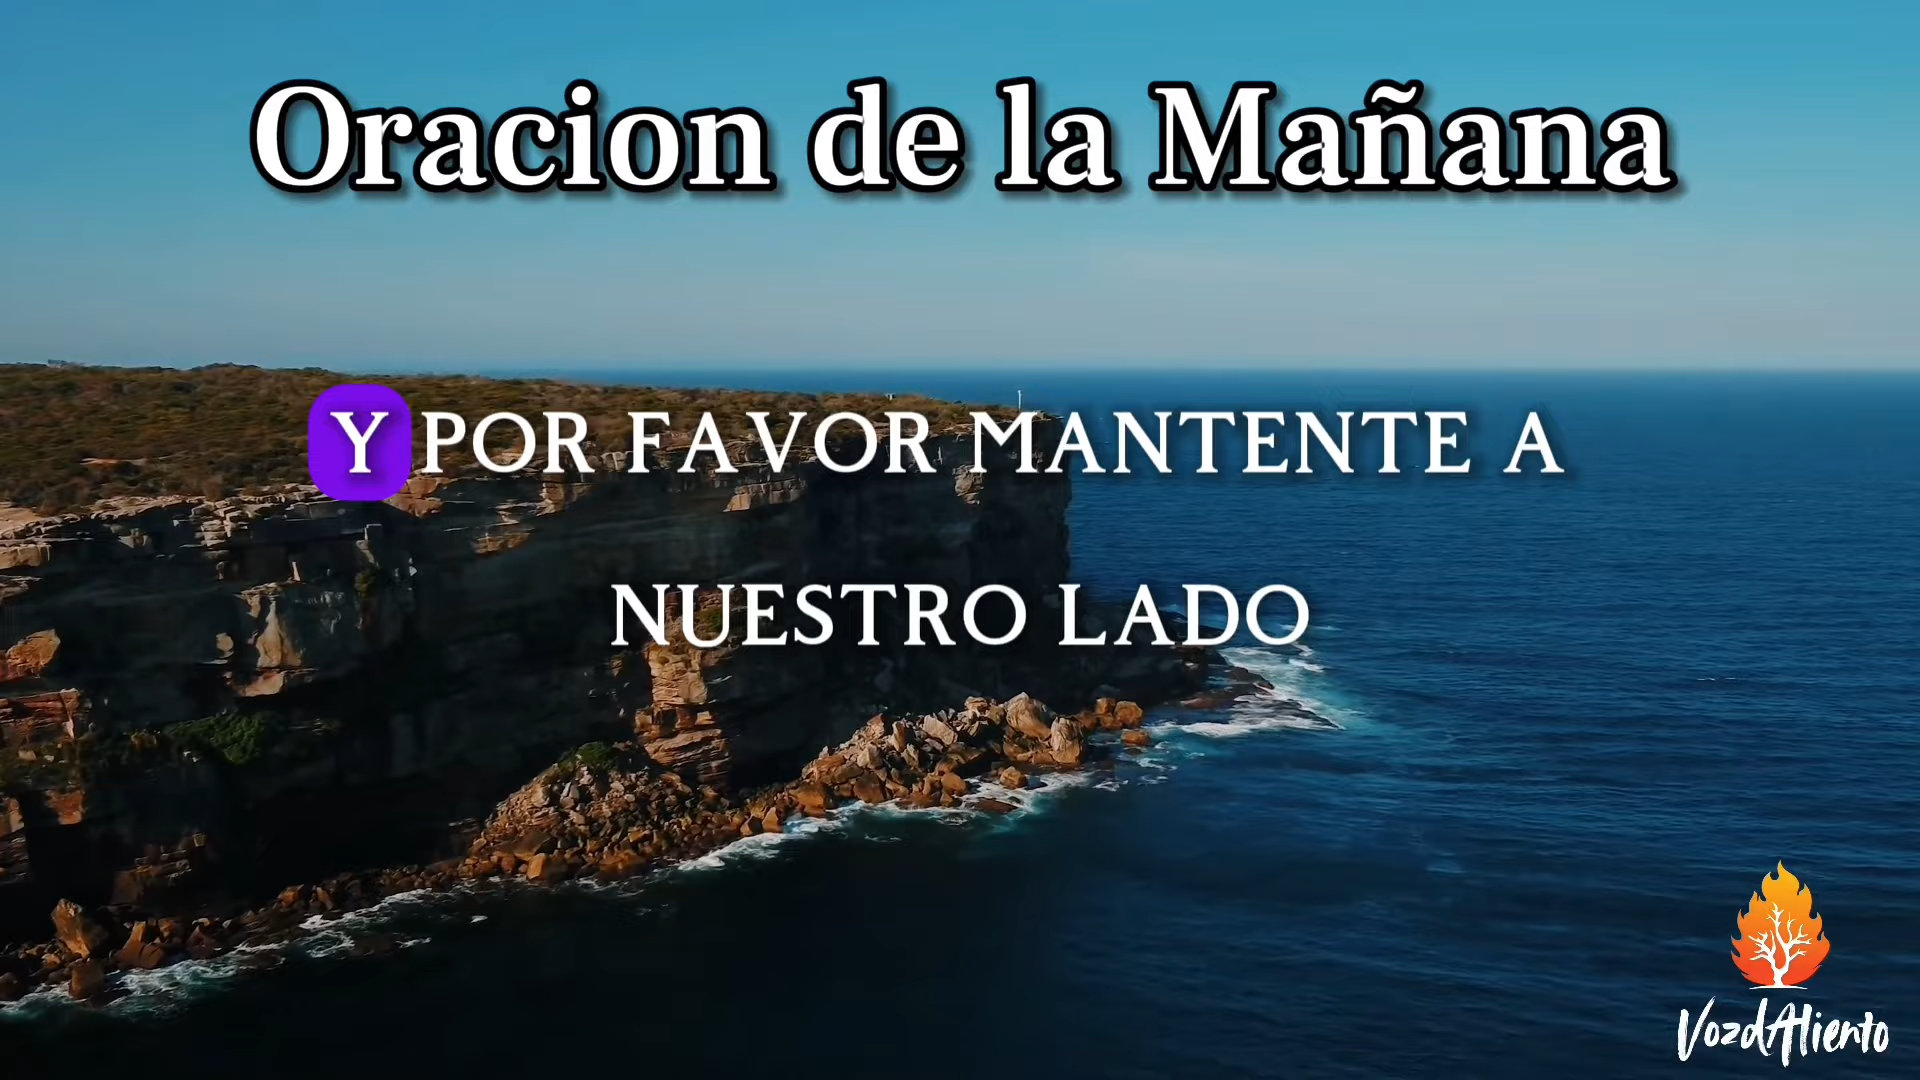 Oracion de la Mañana
Y POR FAVOR MANTENTE A
NUESTRO LADO
VozdAliento